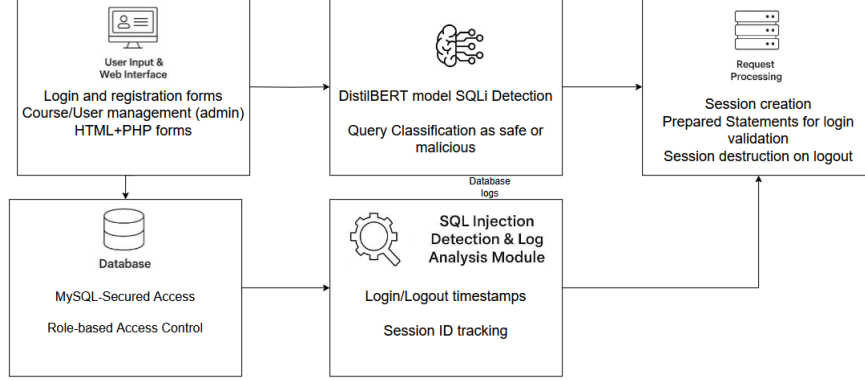 User Input &
Web Interface
Login and registration forms
Course/User management (admin)
HTML+PHP forms
DistilBERT model SQLi Detection
Query Classification as safe or
malicious
Request
Processing
Session creation
Prepared Statements for login
validation
Session destruction on logout
Database
logs
Database
MySQL-Secured Access
Role-based Access Control
SQL Injection
Detection & Log
Analysis Module
Login/Logout timestamps
Session ID tracking